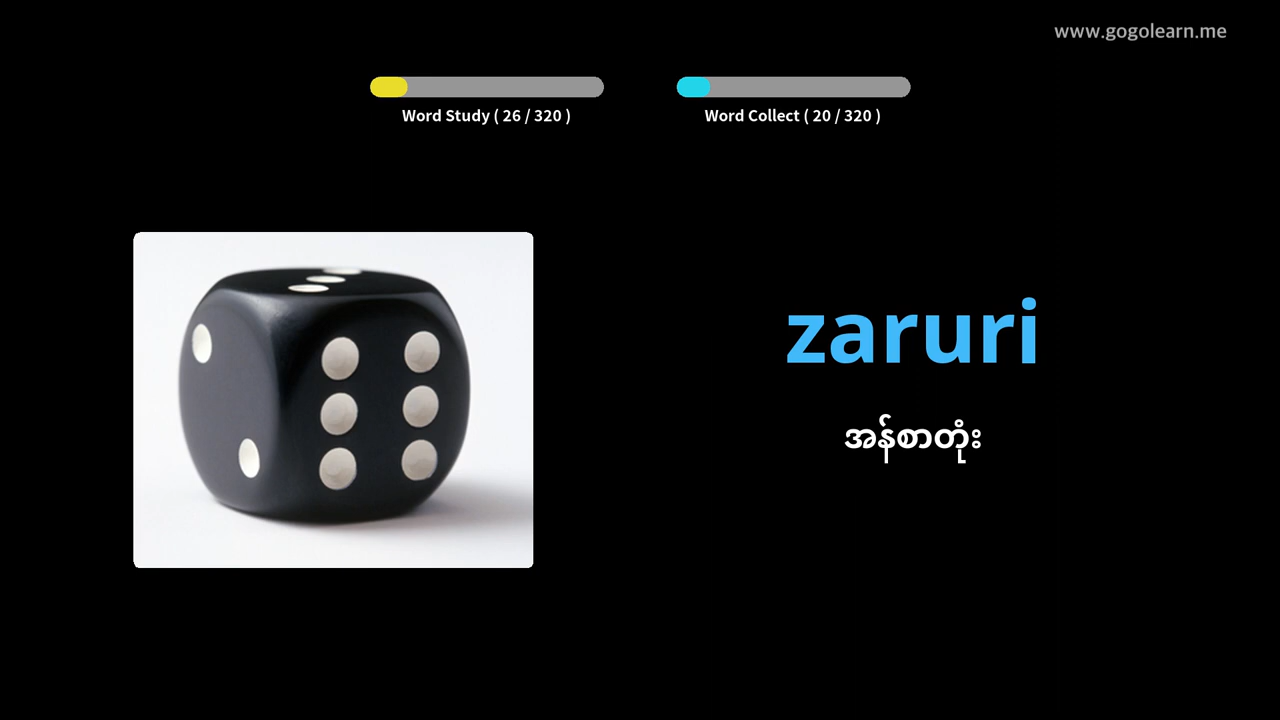 www.gogolearn.me
Word Study ( 26 / 320 )
Word Collect ( 20 / 320 )
zaruri
အန်စာတုံး